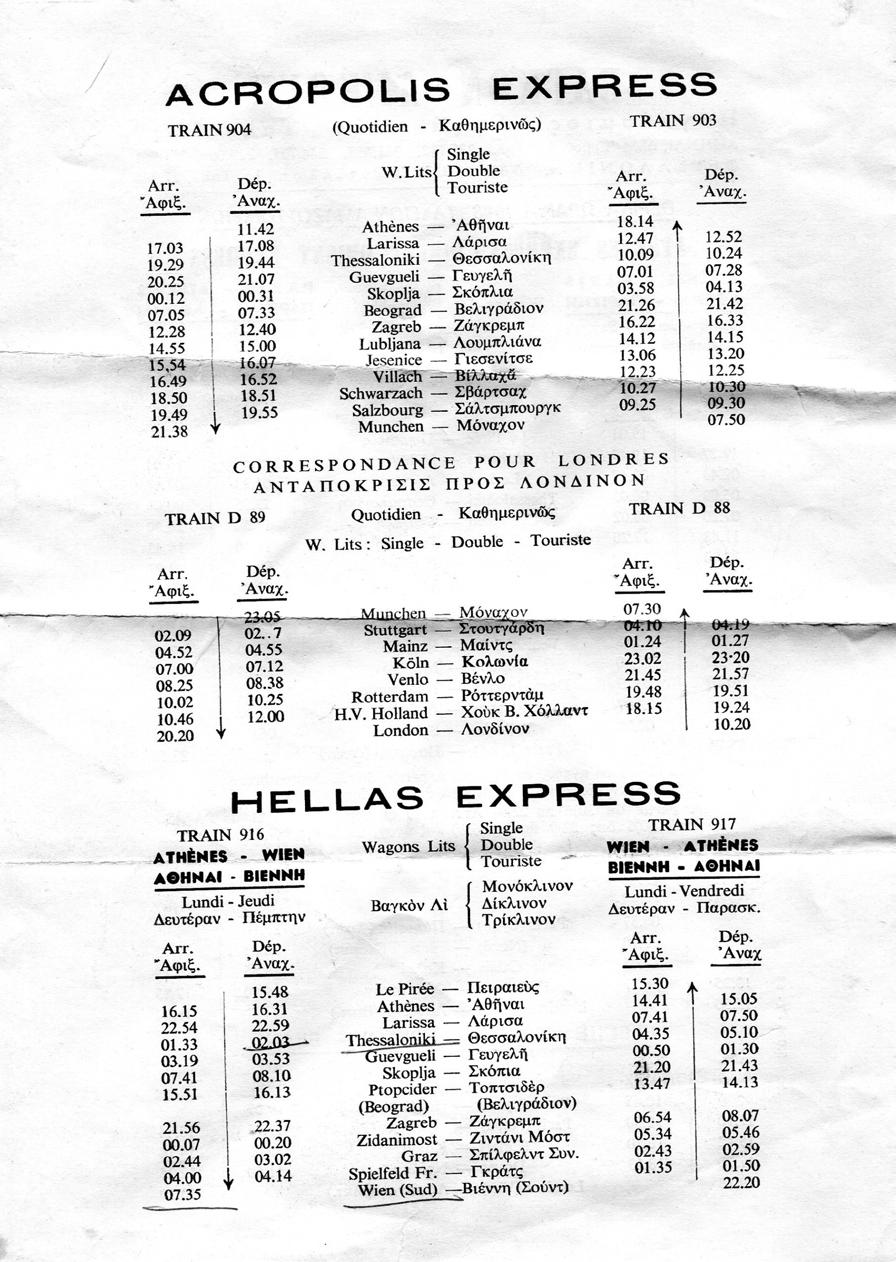 ACROPOLIS EXPRESS
TRAIN 904 (Quotidien - Καθημερινῶς) TRAIN 903
W.Lits { Single
Double
Touriste
Arr. Dép. Arr. Dép.
Ἄφιξ. Ἀναχ. Ἄφιξ. Ἀναχ.
11.42 Athènes — Ἀθῆναι 18.14
17.03 17.08 Larissa — Λάρισα 12.47 12.52
19.29 19.44 Thessaloniki — Θεσσαλονίκη 10.09 10.24
20.25 21.07 Guevgueli — Γευγελῆ 07.01 07.28
00.12 00.31 Skoplja — Σκόπλια 03.58 04.13
07.05 07.33 Beograd — Βελιγράδιον 21.26 21.42
12.28 12.40 Zagreb — Ζάγκρεμπ 16.22 16.33
14.55 15.00 Lubljana — Λουμπλιάνα 14.12 14.15
15,54 16.07 Jesenice — Γιεσενίτσε 13.06 13.20
16.49 16.52 Villach — Βίλλαχᾶ 12.23 12.25
18.50 18.51 Schwarzach — Σβάρτσαχ 10.27 10.30
19.49 19.55 Salzbourg — Σάλτσμπουργκ 09.25 09.30
21.38 Munchen — Μόναχον 07.50
CORRESPONDANCE POUR LONDRES
ΑΝΤΑΠΟΚΡΙΣΙΣ ΠΡΟΣ ΛΟΝΔΙΝΟΝ
TRAIN D 89 Quotidien - Καθημερινῶς TRAIN D 88
W. Lits : Single - Double - Touriste
Arr. Dép. Arr. Dép.
Ἄφιξ. Ἀναχ. Ἄφιξ. Ἀναχ.
23.05 Munchen — Μόναχον 07.30
02.09 02..7 Stuttgart — Στουτγάρδη 04.10 04.19
04.52 04.55 Mainz — Μαίντς 01.24 01.27
07.00 07.12 Köln — Κολωνία 23.02 23·20
08.25 08.38 Venlo — Βένλο 21.45 21.57
10.02 10.25 Rotterdam — Ρόττερντὰμ 19.48 19.51
10.46 12.00 H.V. Holland — Χοὺκ Β. Χόλλαντ 18.15 19.24
20.20 London — Λονδίνον 10.20
HELLAS EXPRESS
TRAIN 916 Wagons Lits { Single TRAIN 917
ATHÈNES - WIEN Double WIEN - ATHÈNES
ΑΘΗΝΑΙ - ΒΙΕΝΝΗ Touriste ΒΙΕΝΝΗ - ΑΘΗΝΑΙ
Lundi - Jeudi Βαγκὸν Λὶ { Μονόκλινον Lundi - Vendredi
Δευτέραν - Πέμπτην Δίκλινον Δευτέραν - Παρασκ.
Τρίκλινον
Arr. Dép. Arr. Dép.
Ἄφιξ. Ἀναχ. Ἄφιξ. Ἀναχ.
15.48 Le Pirée — Πειραιεὺς 15.30
16.15 16.31 Athènes — Ἀθῆναι 14.41 15.05
22.54 22.59 Larissa — Λάρισα 07.41 07.50
01.33 02.03 Thessaloniki — Θεσσαλονίκη 04.35 05.10
03.19 03.53 Guevgueli — Γευγελῆ 00.50 01.30
07.41 08.10 Skoplja — Σκόπια 21.20 21.43
15.51 16.13 Ptopcider — Τοπτσιδὲρ 13.47 14.13
(Beograd) (Βελιγράδιον)
21.56 22.37 Zagreb — Ζάγκρεμπ 06.54 08.07
00.07 00.20 Zidanimost — Ζιντάνι Μόστ 05.34 05.46
02.44 03.02 Graz — Σπίλφελντ Συν. 02.43 02.59
04.00 04.14 Spielfeld Fr. — Γκράτς 01.35 01.50
07.35 Wien (Sud) — Βιέννη (Σούντ) 22.20